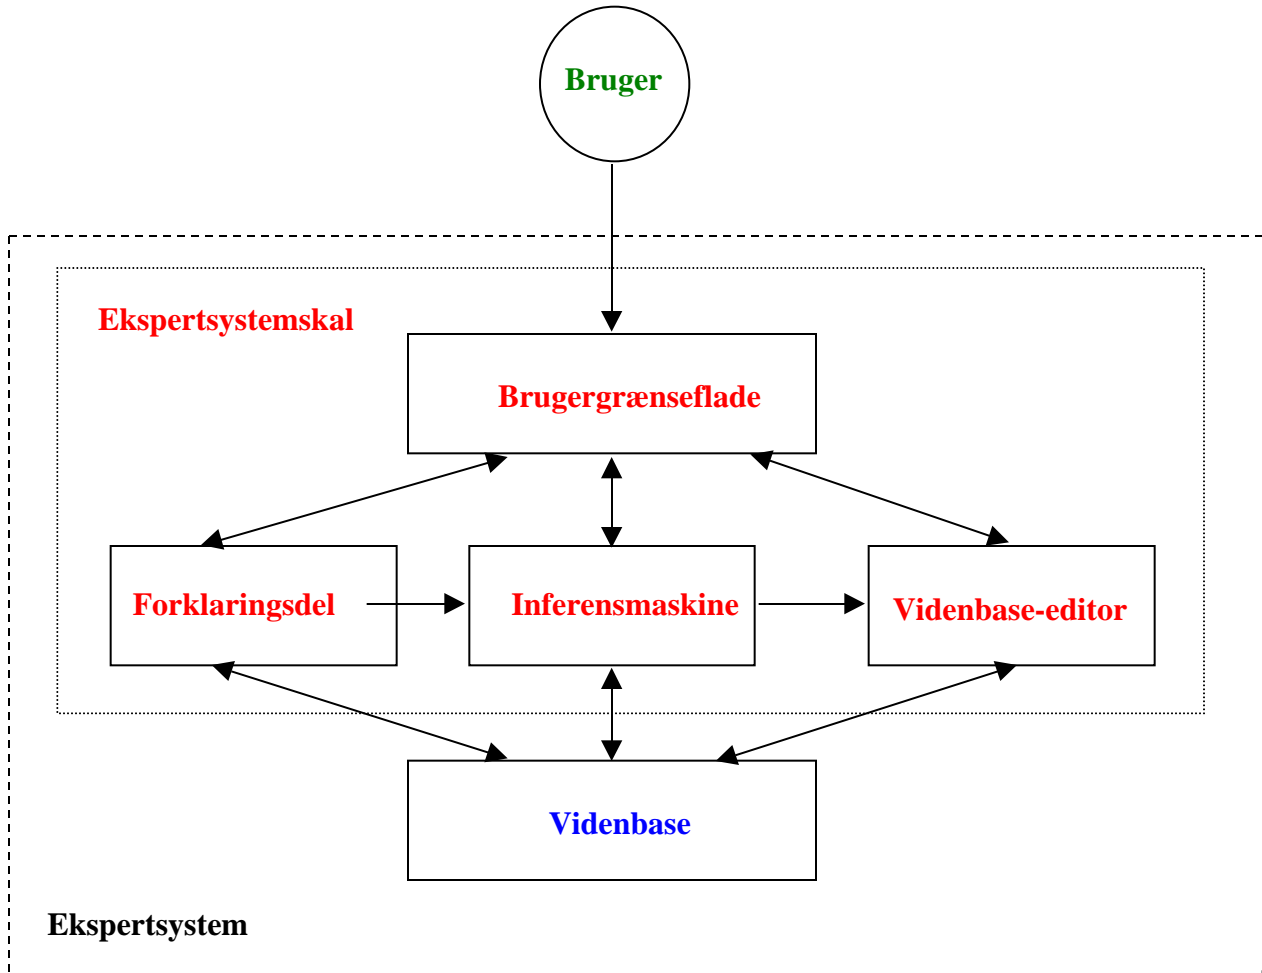 Bruger
Ekspertsystemskal
Brugergrænseflade
Forklaringsdel
Inferensmaskine
Videnbase-editor
Videnbase
Ekspertsystem